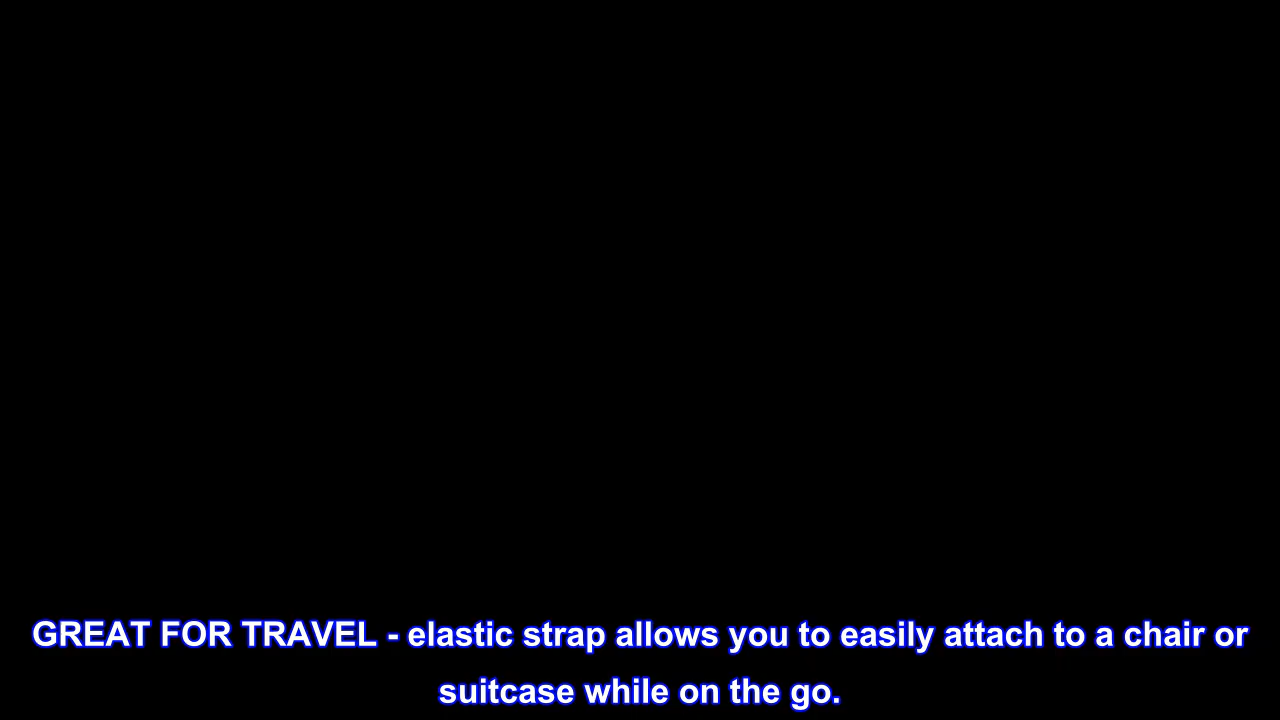 GREAT FOR TRAVEL - elastic strap allows you to easily attach to a chair or
suitcase while on the go.